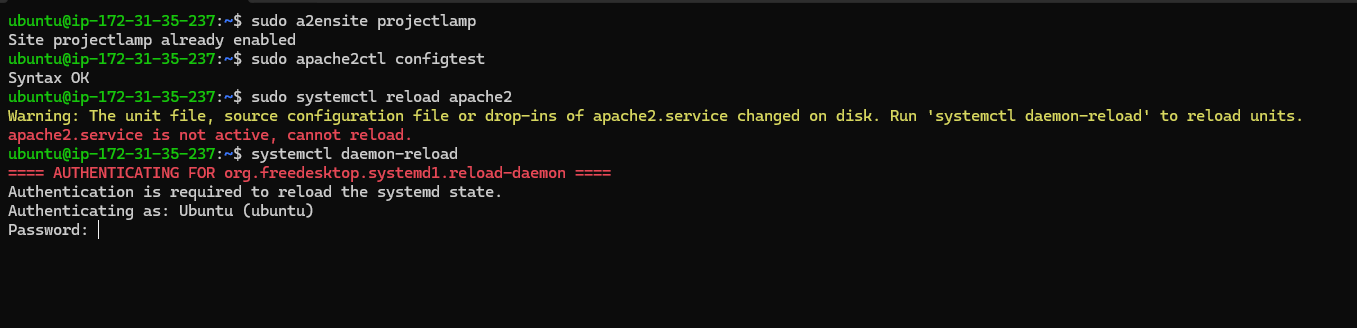 ubuntu@ip-172-31-35-237:~$ sudo a2ensite projectlamp
Site projectlamp already enabled
ubuntu@ip-172-31-35-237:~$ sudo apache2ctl configtest
Syntax OK
ubuntu@ip-172-31-35-237:~$ sudo systemctl reload apache2
Warning: The unit file, source configuration file or drop-ins of apache2.service changed on disk. Run 'systemctl daemon-reload' to reload units.
apache2.service is not active, cannot reload.
ubuntu@ip-172-31-35-237:~$ systemctl daemon-reload
==== AUTHENTICATING FOR org.freedesktop.systemd1.reload-daemon ====
Authentication is required to reload the systemd state.
Authenticating as: Ubuntu (ubuntu)
Password: